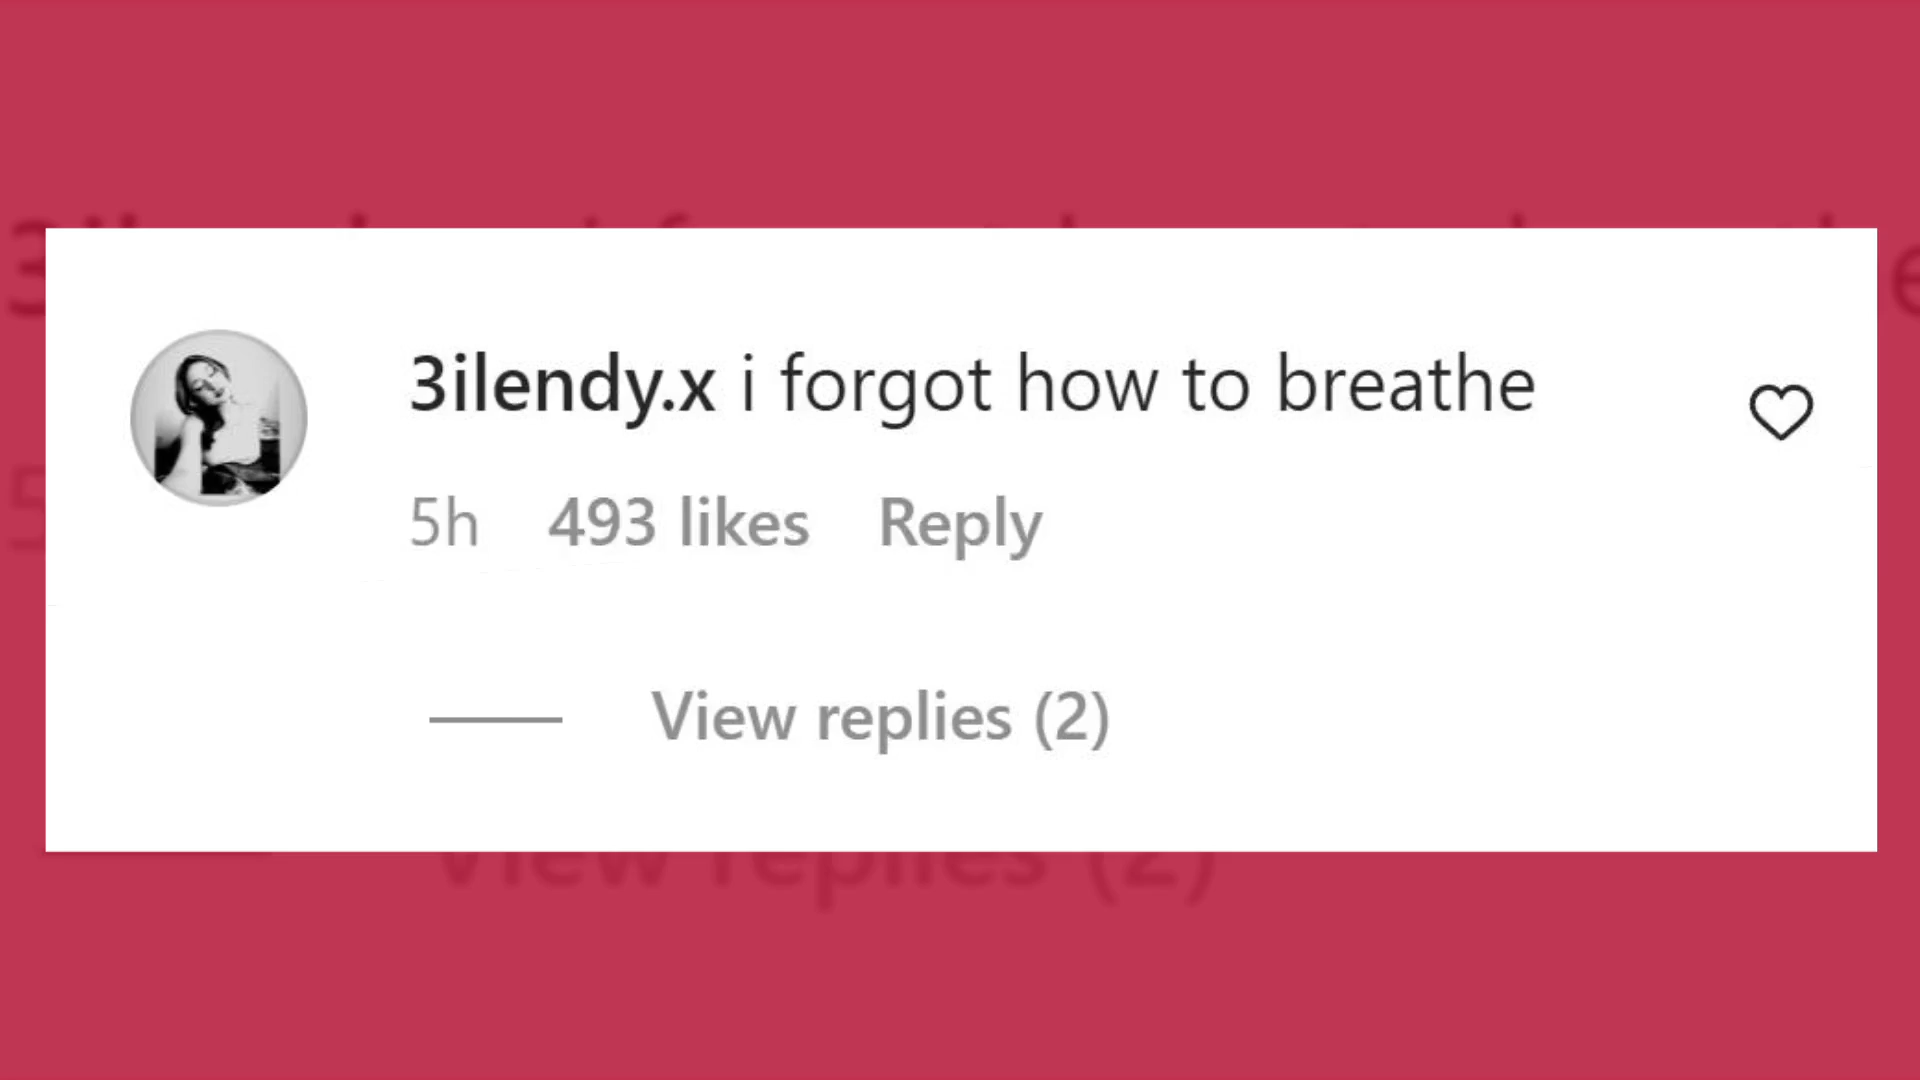 3ilendy.x i forgot how to breathe
5h 493 likes Reply
View replies (2)